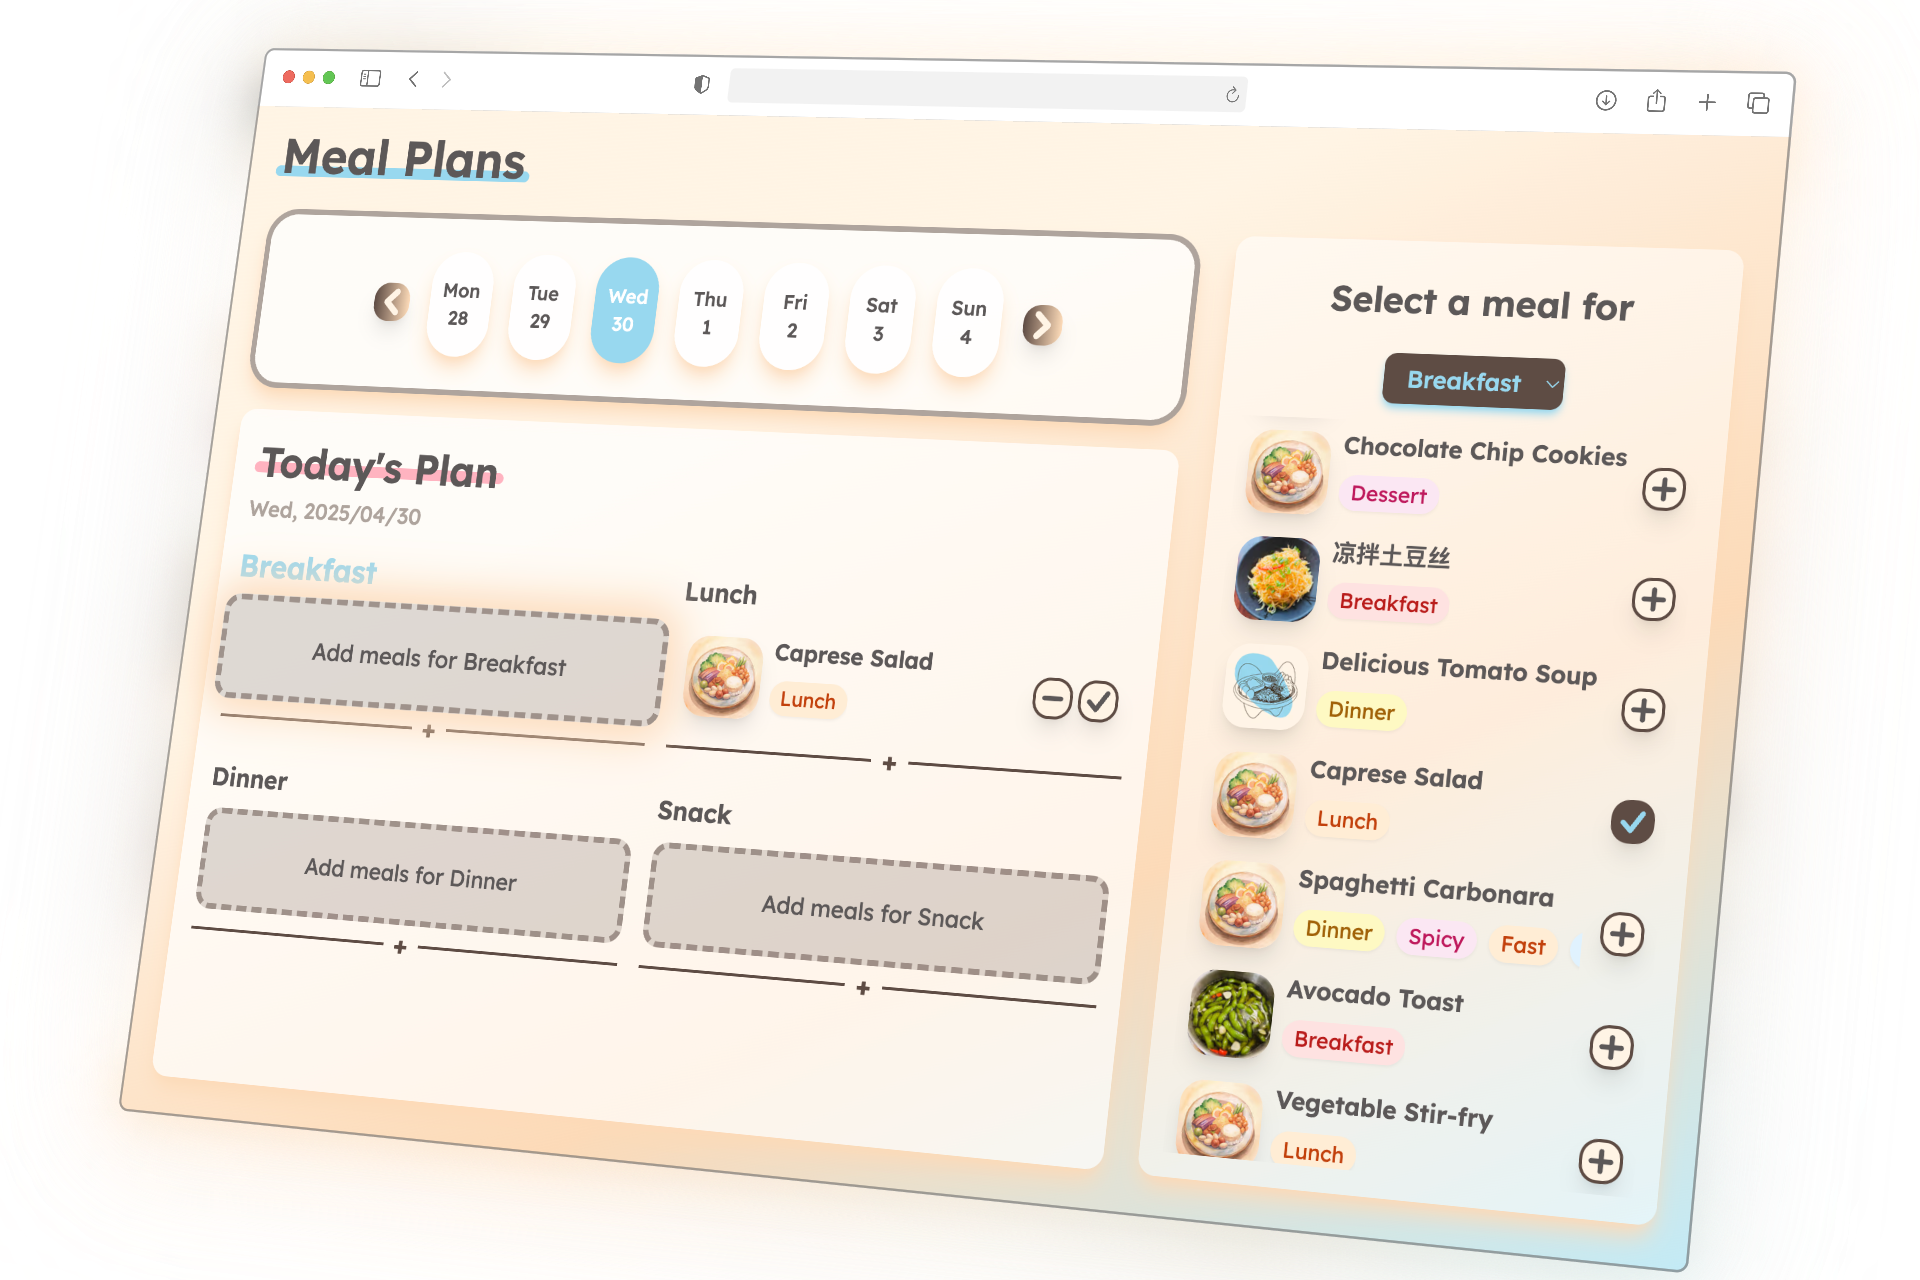 Meal Plans
Mon
28
Tue
29
Wed
30
Thu
1
Fri
2
Sat
3
Sun
4
Today's Plan
Wed, 2025/04/30
Breakfast
Add meals for Breakfast
Lunch
Caprese Salad
Lunch
Dinner
Add meals for Dinner
Snack
Add meals for Snack
Select a meal for
Breakfast
Chocolate Chip Cookies
Dessert
凉拌土豆丝
Breakfast
Delicious Tomato Soup
Dinner
Caprese Salad
Lunch
Spaghetti Carbonara
Dinner Spicy Fast
Avocado Toast
Breakfast
Vegetable Stir-fry
Lunch